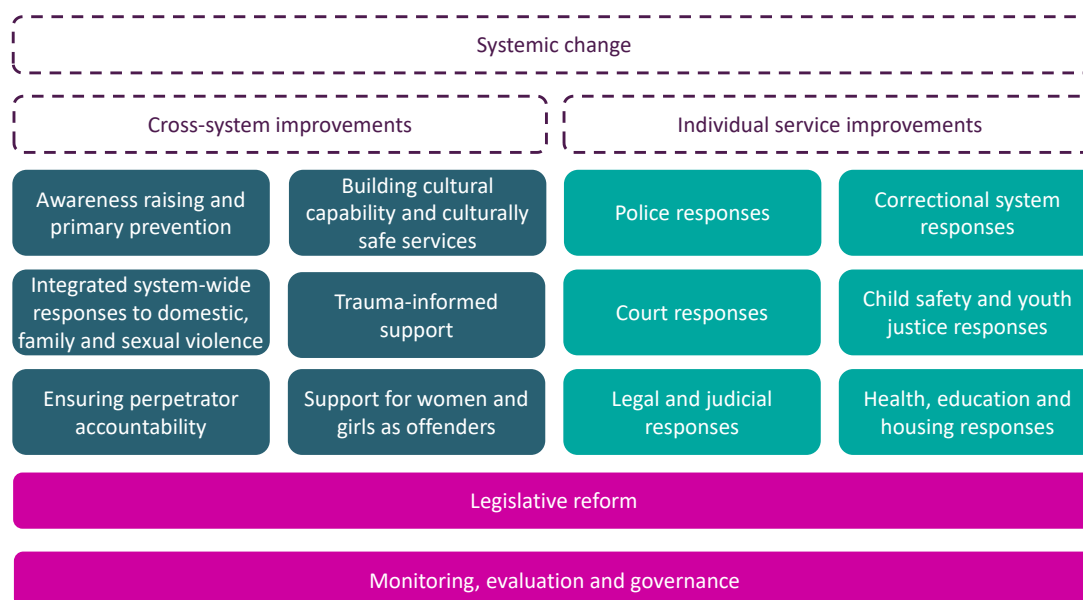 Systemic change
Cross-system improvements
Individual service improvements
Awareness raising and
primary prevention
Building cultural
capability and culturally
safe services
Police responses
Correctional system
responses
Integrated system-wide
responses to domestic,
family and sexual violence
Trauma-informed
support
Court responses
Child safety and youth
justice responses
Ensuring perpetrator
accountability
Support for women and
girls as offenders
Legal and judicial
responses
Health, education and
housing responses
Legislative reform
Monitoring, evaluation and governance